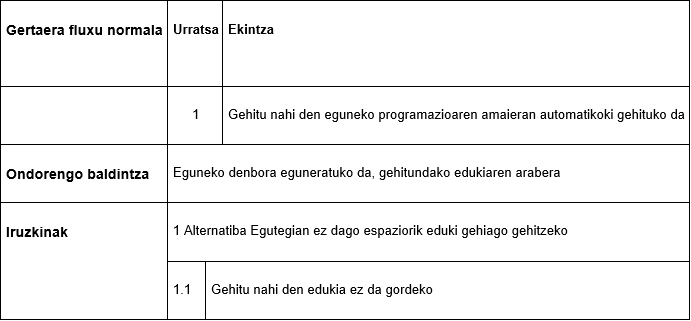 Gertaera fluxu normala Urratsa Ekintza
1 Gehitu nahi den eguneko programazioaren amaieran automatikoki gehituko da
Ondorengo baldintza Eguneko denbora eguneratuko da, gehitundako edukiaren arabera
Iruzkinak 1 Alternatiba Egutegian ez dago espaziorik eduki gehiago gehitzeko
1.1 Gehitu nahi den edukia ez da gordeko